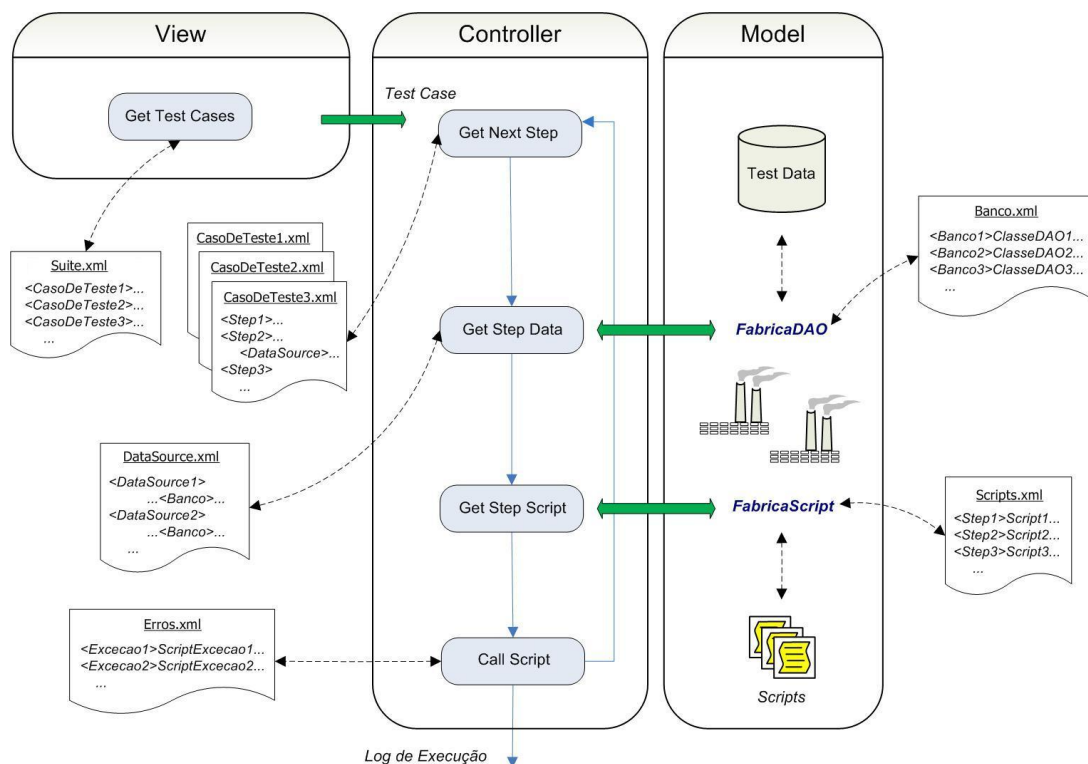 View
Controller
Model
Get Test Cases
Test Case
Get Next Step
Test Data
Suite.xml
<CasoDeTeste1>...
<CasoDeTeste2>...
<CasoDeTeste3>...
...
CasoDeTeste1.xml
CasoDeTeste2.xml
CasoDeTeste3.xml
<Step1>...
<Step2>...
<DataSource>...
<Step3>
...
Banco.xml
<Banco1>ClasseDAO1...
<Banco2>ClasseDAO2...
<Banco3>ClasseDAO3...
...
Get Step Data
FabricaDAO
DataSource.xml
<DataSource1>
...<Banco>...
<DataSource2>
...<Banco>...
...
Get Step Script
FabricaScript
Scripts.xml
<Step1>Script1...
<Step2>Script2...
<Step3>Script3...
...
Erros.xml
<Excecao1>ScriptExcecao1...
<Excecao2>ScriptExcecao2...
...
Call Script
Scripts
Log de Execução